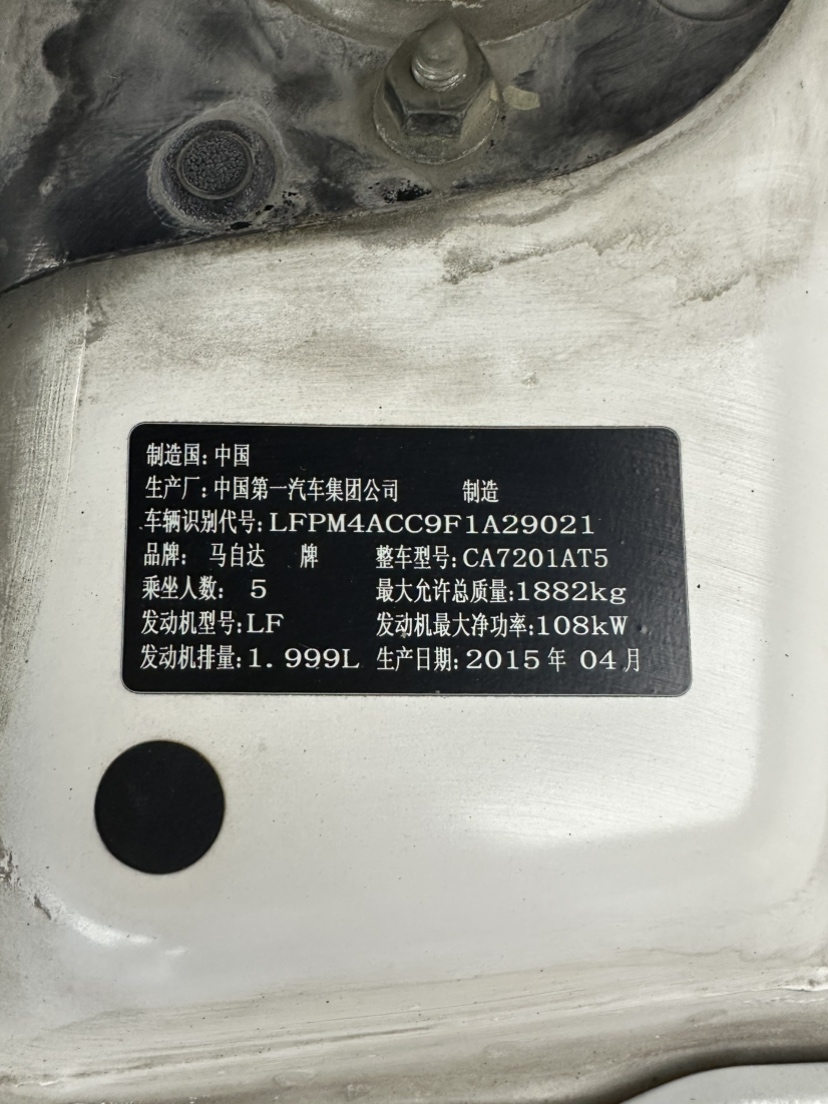 制造国:中国
生产厂:中国第一汽车集团公司 制造
车辆识别代号:LFPM4ACC9F1A29021
品牌: 马自达 牌 整车型号:CA7201AT5
乘坐人数: 5 最大允许总质量:1882kg
发动机型号:LF 发动机最大净功率:108kW
发动机排量:1.999L 生产日期:2015年 04月